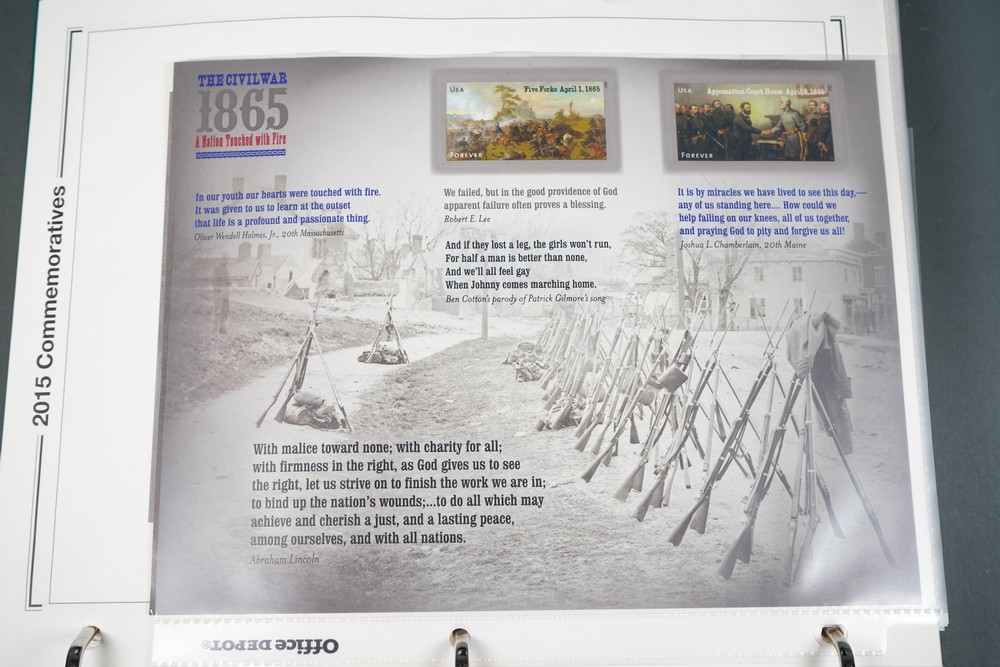 2015 Commemoratives
THE CIVIL WAR
1865
A Nation Touched with Fire
USA
Five Forks April 1, 1865
FOREVER
USA
Appomattox Court House April 9, 1865
FOREVER
In our youth our hearts were touched with fire.
It was given to us to learn at the outset
that life is a profound and passionate thing.
Oliver Wendell Holmes, Jr., 20th Massachusetts
We failed, but in the good providence of God
apparent failure often proves a blessing.
Robert E. Lee
And if they lost a leg, the girls won't run,
For half a man is better than none,
And we'll all feel gay
When Johnny comes marching home.
Ben Cotton's parody of Patrick Gilmore's song
It is by miracles we have lived to see this day,—
any of us standing here.... How could we
help falling on our knees, all of us together,
and praying God to pity and forgive us all!
Joshua L. Chamberlain, 20th Maine
With malice toward none; with charity for all;
with firmness in the right, as God gives us to see
the right, let us strive on to finish the work we are in;
to bind up the nation's wounds;...to do all which may
achieve and cherish a just, and a lasting peace,
among ourselves, and with all nations.
Abraham Lincoln
Office DEPOT®